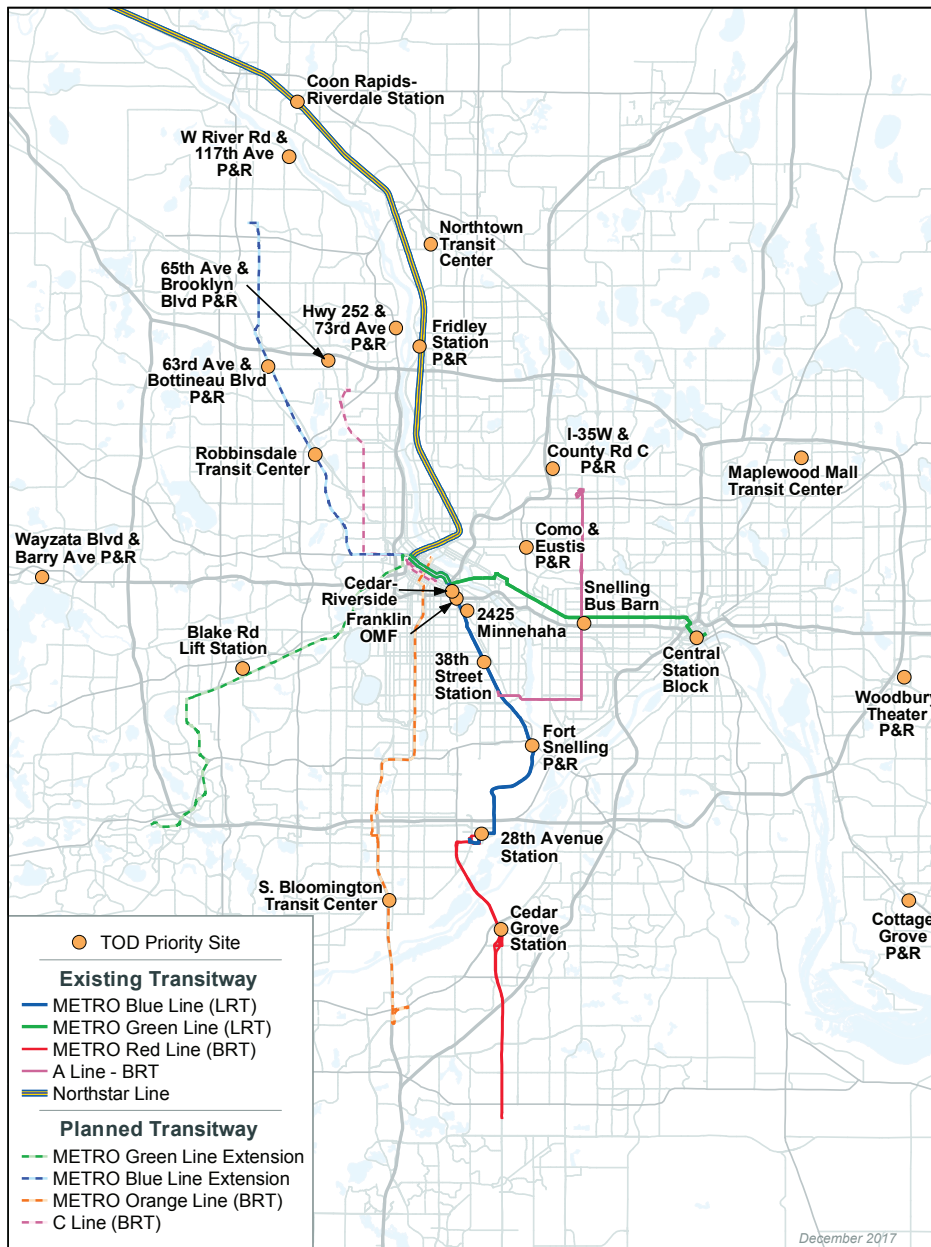 Coon Rapids-
Riverdale Station
W River Rd &
117th Ave
P&R
Northtown
Transit
Center
65th Ave &
Brooklyn
Blvd P&R
Hwy 252 &
73rd Ave
P&R
Fridley
Station
P&R
63rd Ave &
Bottineau Blvd
P&R
Robbinsdale
Transit Center
I-35W &
County Rd C
P&R
Maplewood Mall
Transit Center
Wayzata Blvd &
Barry Ave P&R
Como &
Eustis
P&R
Cedar-
Riverside
Snelling
Bus Barn
Franklin
OMF
2425
Minnehaha
Blake Rd
Lift Station
38th
Street
Station
Central
Station
Block
Woodbury
Theater
P&R
Fort
Snelling
P&R
28th Avenue
Station
S. Bloomington
Transit Center
Cedar
Grove
Station
Cottage
Grove
P&R
TOD Priority Site
Existing Transitway
METRO Blue Line (LRT)
METRO Green Line (LRT)
METRO Red Line (BRT)
A Line - BRT
Northstar Line
Planned Transitway
METRO Green Line Extension
METRO Blue Line Extension
METRO Orange Line (BRT)
C Line (BRT)
December 2017